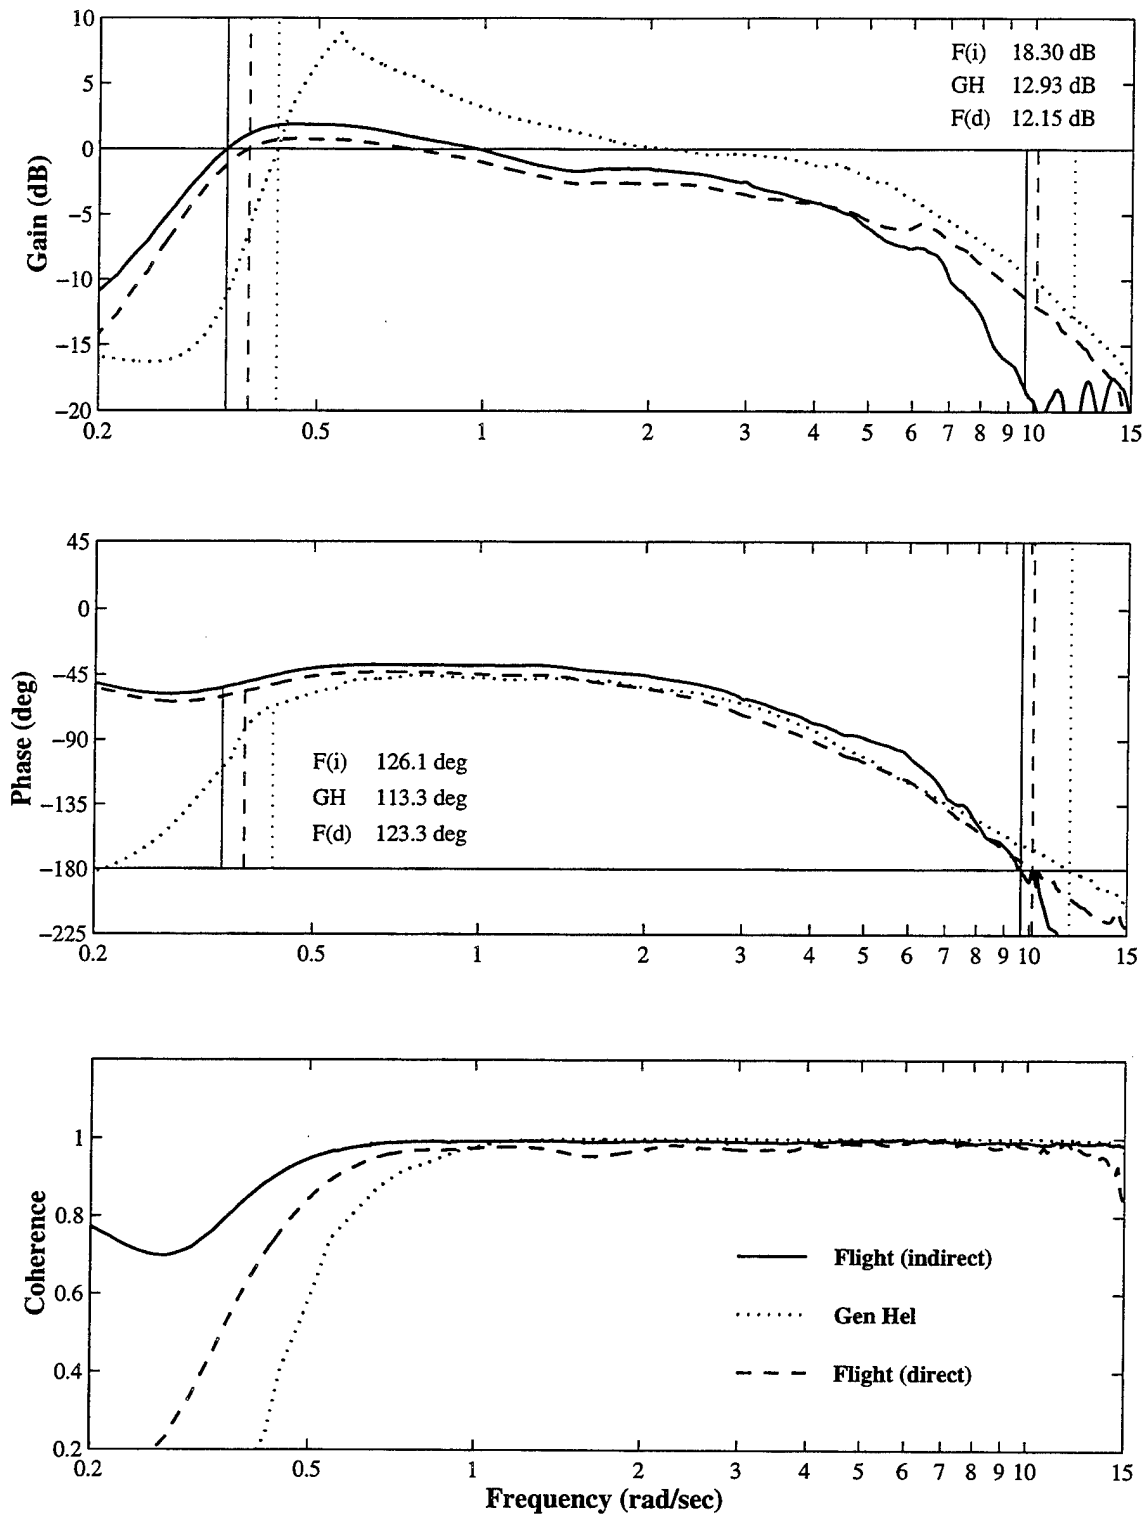 10
5
0
−5
−10
−15
−20
Gain (dB)
F(i) 18.30 dB
GH 12.93 dB
F(d) 12.15 dB
0.2 0.5 1 2 3 4 5 6 7 8 9 10 15
45
0
−45
−90
−135
−180
−225
Phase (deg)
F(i) 126.1 deg
GH 113.3 deg
F(d) 123.3 deg
0.2 0.5 1 2 3 4 5 6 7 8 9 10 15
1
0.8
0.6
0.4
0.2
Coherence
Flight (indirect)
Gen Hel
Flight (direct)
0.2 0.5 1 2 3 4 5 6 7 8 9 10 15
Frequency (rad/sec)